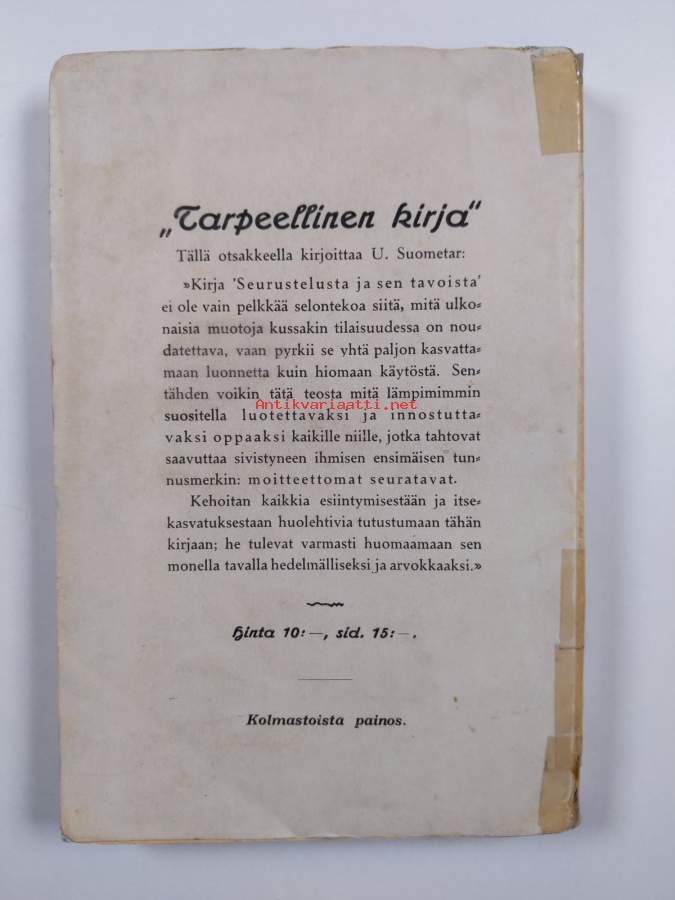 „Tarpeellinen kirja“
Tällä otsakkeella kirjoittaa U. Suometar:
»Kirja 'Seurustelusta ja sen tavoista'
ei ole vain pelkkää selontekoa siitä, mitä ulko=
naisia muotoja kussakin tilaisuudessa on nou=
datettava, vaan pyrkii se yhtä paljon kasvatta=
maan luonnetta kuin hiomaan käytöstä. Sen=
tähden voikin tätä teosta mitä lämpimimmin
Antikvariaatti.net
suositella luotettavaksi ja innostutta=
vaksi oppaaksi kaikille niille, jotka tahtovat
saavuttaa sivistyneen ihmisen ensimäisen tun=
nusmerkin: moitteettomat seuratavat.
Kehoitan kaikkia esiintymisestään ja itse=
kasvatuksestaan huolehtivia tutustumaan tähän
kirjaan; he tulevat varmasti huomaamaan sen
monella tavalla hedelmälliseksi ja arvokkaaksi.»
Hinta 10:—, sid. 15:—.
Kolmastoista painos.